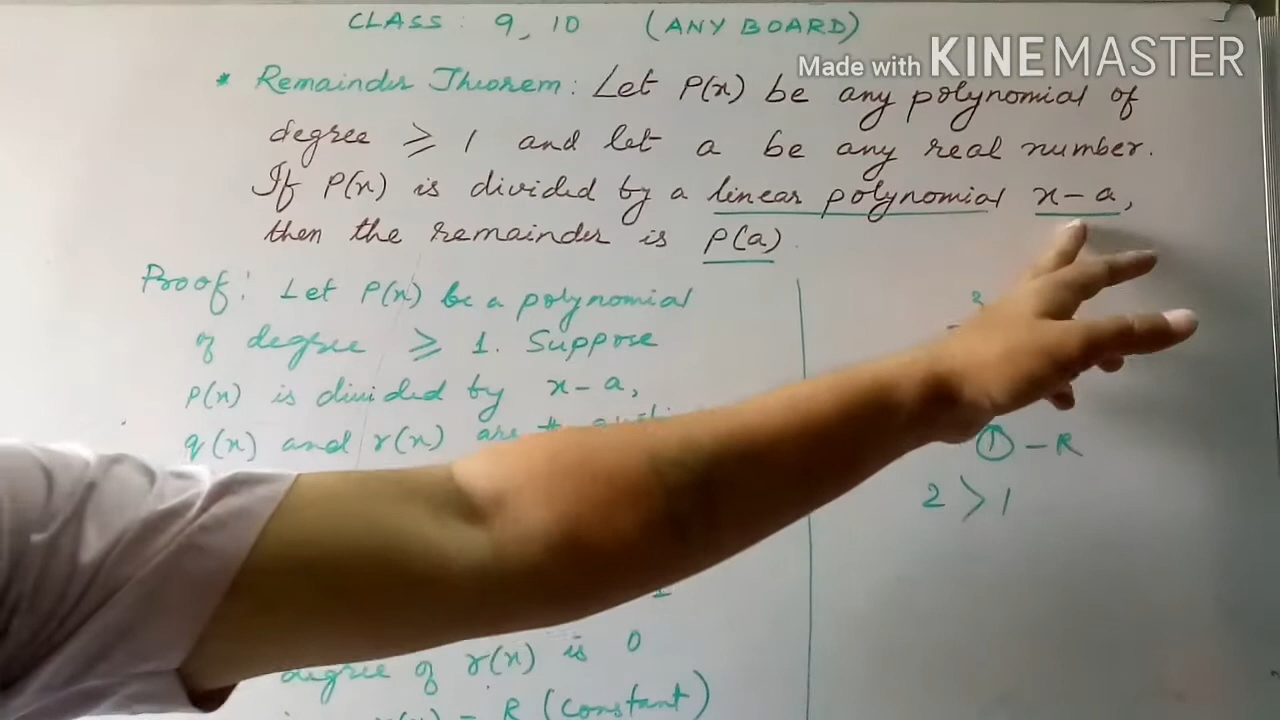 CLASS: 9, 10 (ANY BOARD)
Made with KINEMASTER
* Remainder Theorem: Let P(x) be any polynomial of
degree ≥ 1 and let a be any real number.
If P(x) is divided by a linear polynomial x-a,
then the remainder is P(a).
Proof: Let P(x) be a polynomial
of degree ≥ 1. Suppose
P(x) is divided by x-a,
q(x) and r(x) are
degree of r(x) is 0
R (constant)
① - R
2 > 1